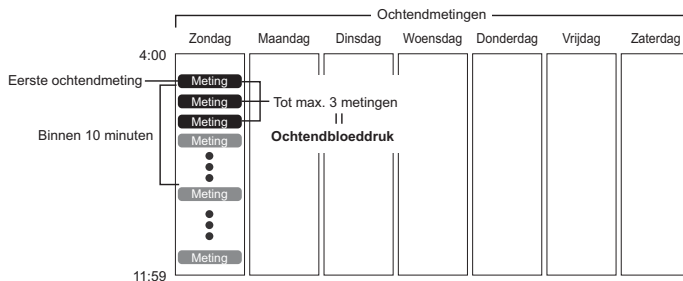 Ochtendmetingen
Zondag Maandag Dinsdag Woensdag Donderdag Vrijdag Zaterdag
4:00
Eerste ochtendmeting
Meting
Meting
Tot max. 3 metingen
Meting
Binnen 10 minuten
Ochtendbloeddruk
Meting
Meting
Meting
11:59